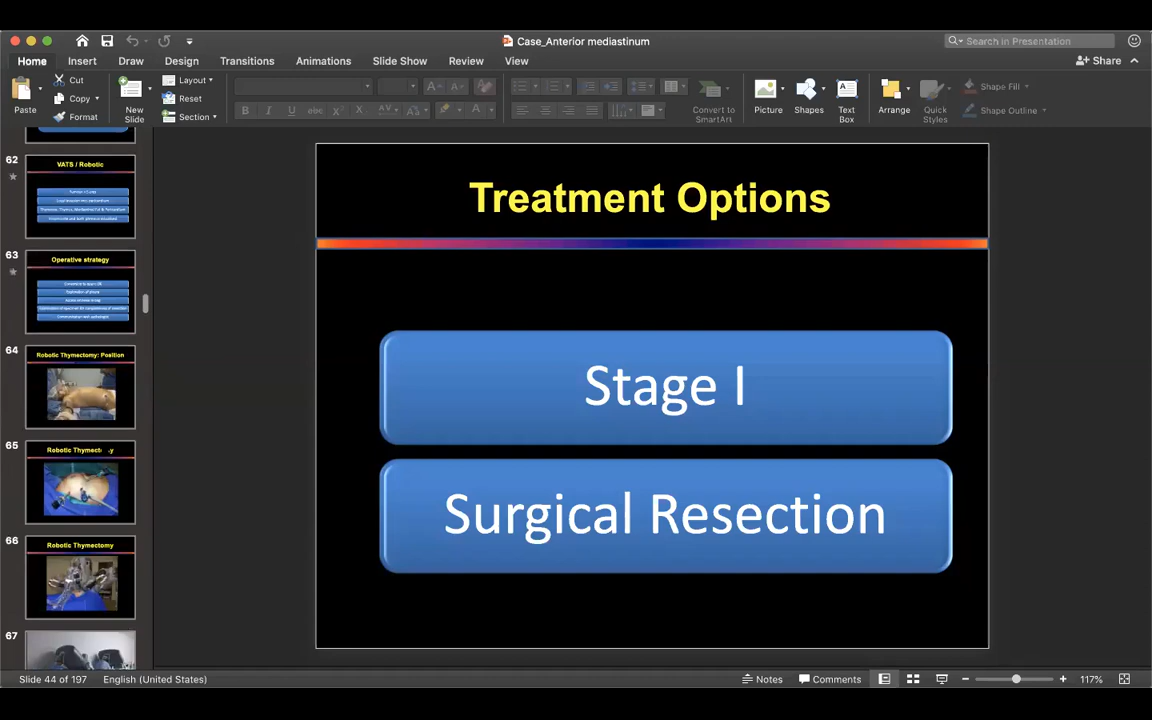 Case_Anterior mediastinum
Search in Presentation
Home
Insert
Draw
Design
Transitions
Animations
Slide Show
Review
View
Share
Paste
Cut
Copy
Format
New
Slide
Layout
Reset
Section
B
I
U
abc
Convert to
SmartArt
Picture
Shapes
Text
Box
Arrange
Quick
Styles
Shape Fill
Shape Outline
62
VATS / Robotic
63
Operative strategy
64
Robotic Thymectomy: Position
65
66
Robotic Thymectomy
67
Treatment Options
Stage I
Surgical Resection
Slide 44 of 197
English (United States)
Notes
Comments
117%